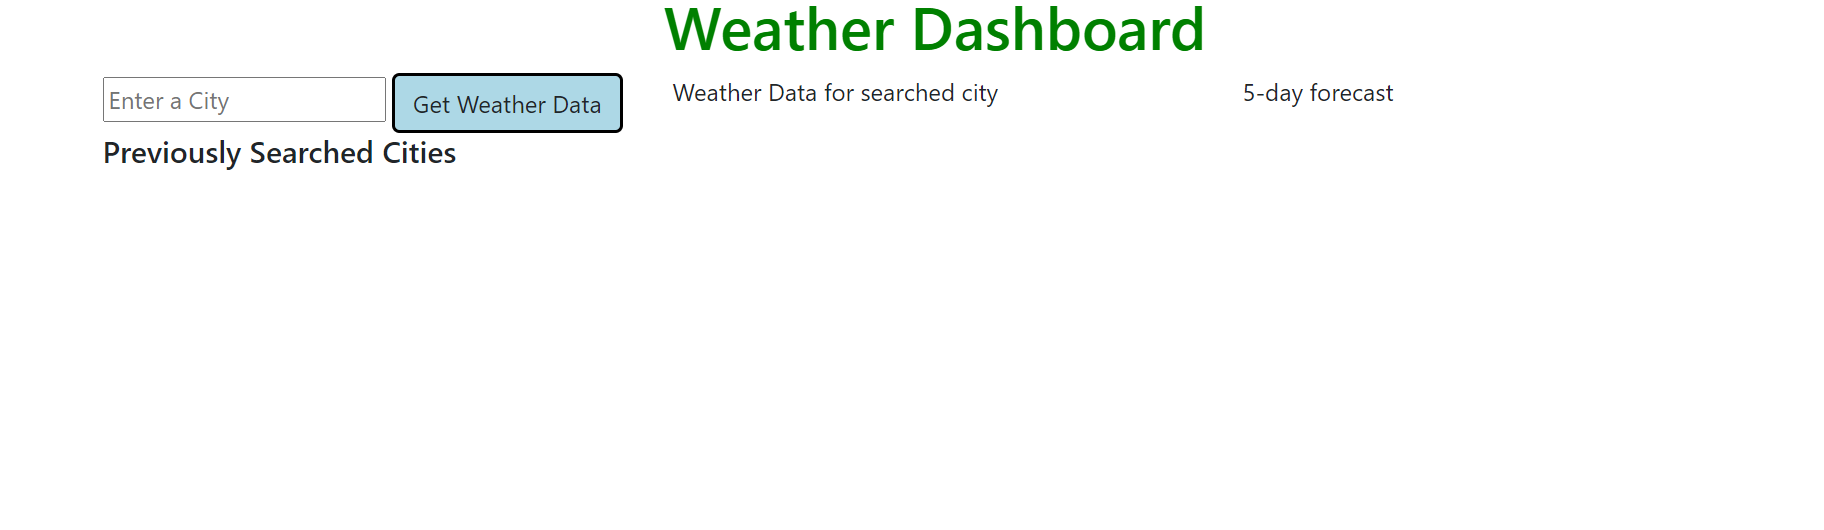 Weather Dashboard
Enter a City
Get Weather Data
Previously Searched Cities
Weather Data for searched city
5-day forecast